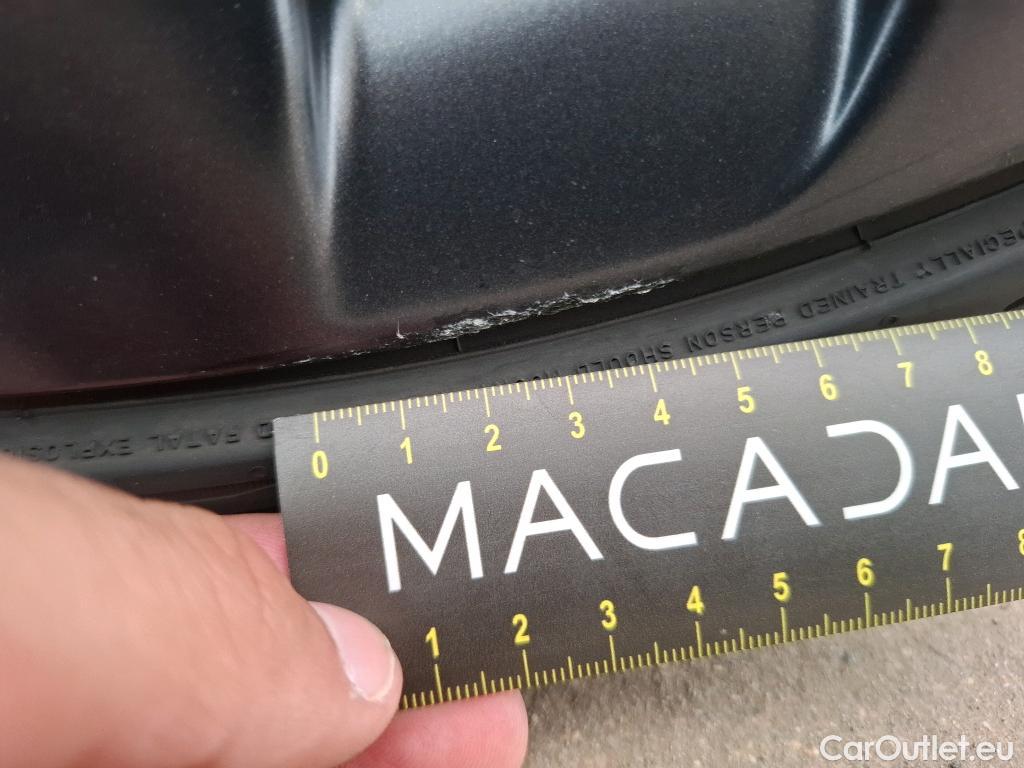 SPECIALLY TRAINED PERSON SHOULD
D FATAL EXPLOSI
0 1 2 3 4 5 6 7 8
MACADA
1 2 3 4 5 6 7 8
CarOutlet.eu